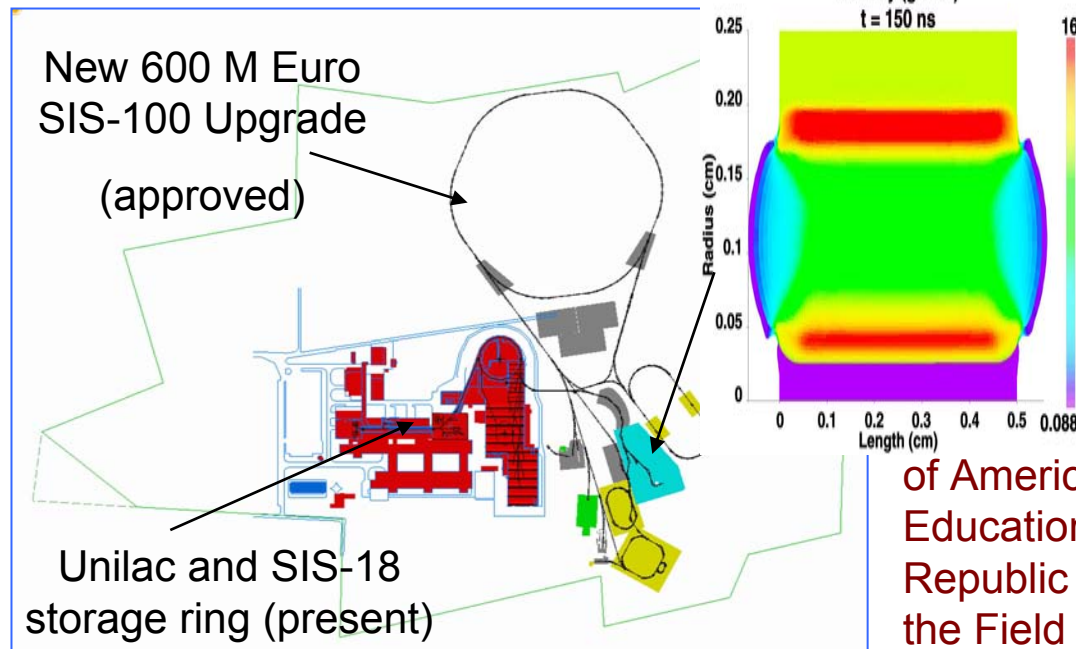 New 600 M Euro
SIS-100 Upgrade
(approved)
Unilac and SIS-18
storage ring (present)
t = 150 ns
0.25
0.20
0.15
0.1
0.05
0
Radius (cm)
0 0.1 0.2 0.3 0.4 0.5
Length (cm)
16
0.088
of Americ
Education
Republic
the Field